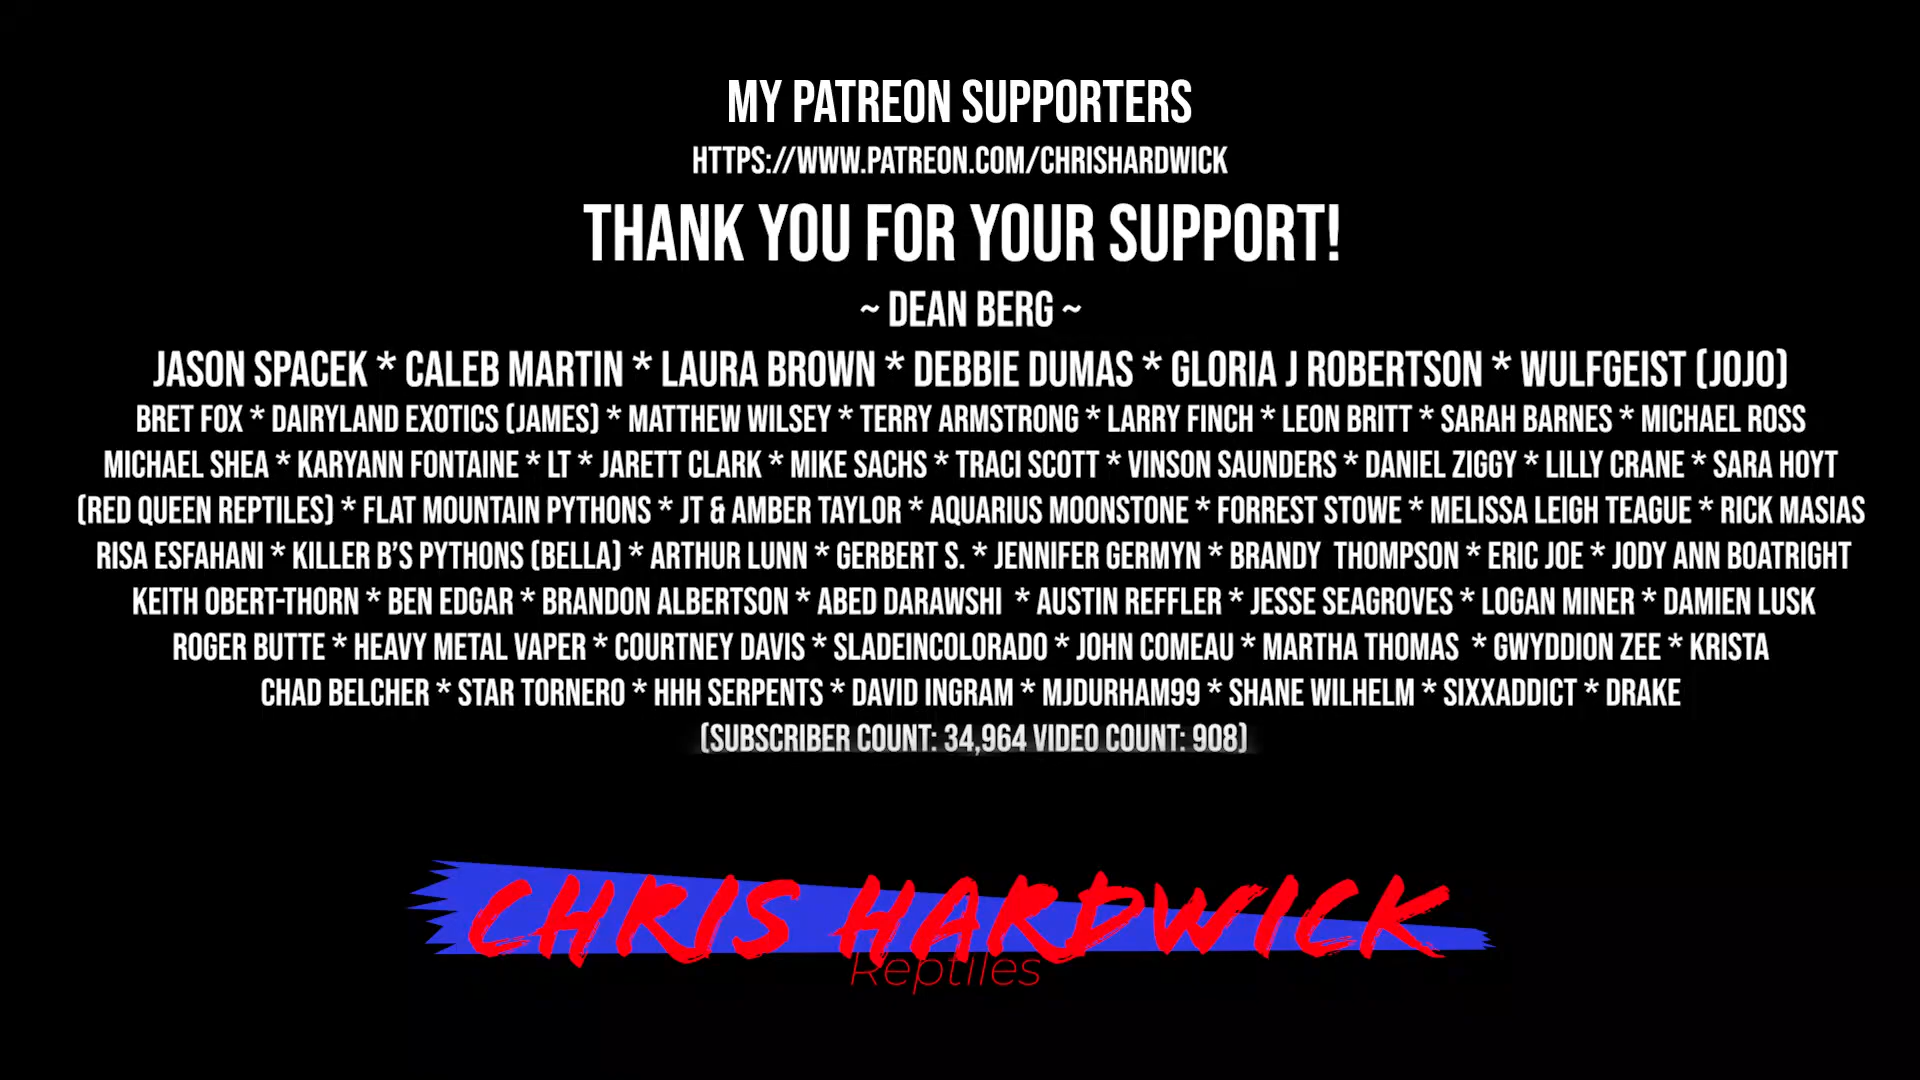 MY PATREON SUPPORTERS
HTTPS://WWW.PATREON.COM/CHRISHARDWICK
THANK YOU FOR YOUR SUPPORT!
~ DEAN BERG ~
JASON SPACEK * CALEB MARTIN * LAURA BROWN * DEBBIE DUMAS * GLORIA J ROBERTSON * WULFGEIST (JOJO)
BRET FOX * DAIRYLAND EXOTICS (JAMES) * MATTHEW WILSEY * TERRY ARMSTRONG * LARRY FINCH * LEON BRITT * SARAH BARNES * MICHAEL ROSS
MICHAEL SHEA * KARYANN FONTAINE * LT * JARETT CLARK * MIKE SACHS * TRACI SCOTT * VINSON SAUNDERS * DANIEL ZIGGY * LILLY CRANE * SARA HOYT
(RED QUEEN REPTILES) * FLAT MOUNTAIN PYTHONS * JT & AMBER TAYLOR * AQUARIUS MOONSTONE * FORREST STOWE * MELISSA LEIGH TEAGUE * RICK MASIAS
RISA ESFAHANI * KILLER B'S PYTHONS (BELLA) * ARTHUR LUNN * GERBERT S. * JENNIFER GERMYN * BRANDY  THOMPSON * ERIC JOE * JODY ANN BOATRIGHT
KEITH OBERT-THORN * BEN EDGAR * BRANDON ALBERTSON * ABED DARAWSHI  * AUSTIN REFFLER * JESSE SEAGROVES * LOGAN MINER * DAMIEN LUSK
ROGER BUTTE * HEAVY METAL VAPER * COURTNEY DAVIS * SLADEINCOLORADO * JOHN COMEAU * MARTHA THOMAS  * GWYDDION ZEE * KRISTA
CHAD BELCHER * STAR TORNERO * HHH SERPENTS * DAVID INGRAM * MJDURHAM99 * SHANE WILHELM * SIXXADDICT * DRAKE
(SUBSCRIBER COUNT: 34,964 VIDEO COUNT: 908)
CHRIS HARDWICK
Reptiles